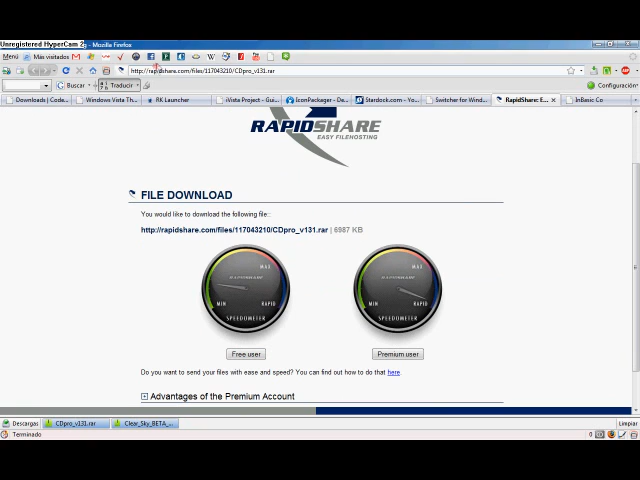 Unregistered HyperCam 2
Mozilla Firefox
Menú Más visitados
http://rapidshare.com/files/117043210/CDpro_v131.rar
Buscar Traducir Configuración
Downloads | Code... Windows Vista Th... RK Launcher iVista Project - Gui... IconPackager - De... Stardock.com - Yo... Switcher for Wind... RapidShare: E... InBasic Co
RAPIDSHARE
EASY FILEHOSTING
FILE DOWNLOAD
You would like to download the following file::
http://rapidshare.com/files/117043210/CDpro_v131.rar | 6987 KB
MAX MAX
RAPIDSHARE RAPIDSHARE
MIN RAPID MIN RAPID
SPEEDOMETER SPEEDOMETER
Free user Premium user
Do you want to send your files with ease and speed? You can find out how to do that here.
Advantages of the Premium Account
Descargas CDpro_v131.rar Clear_Sky_BETA_... Limpiar
Terminado 0